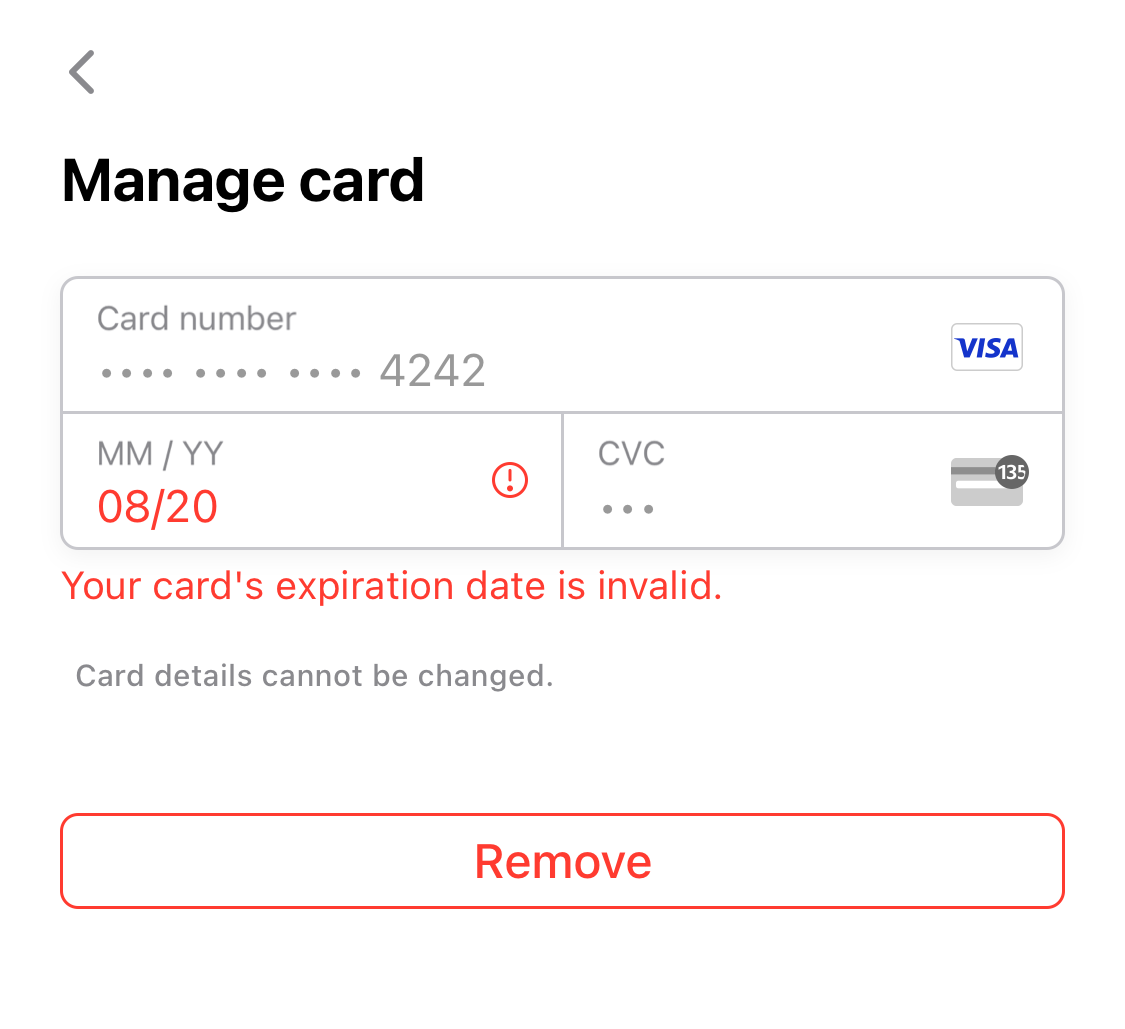 Manage card
Card number
•••• •••• •••• 4242
VISA
MM / YY
08/20
CVC
•••
135
Your card's expiration date is invalid.
Card details cannot be changed.
Remove